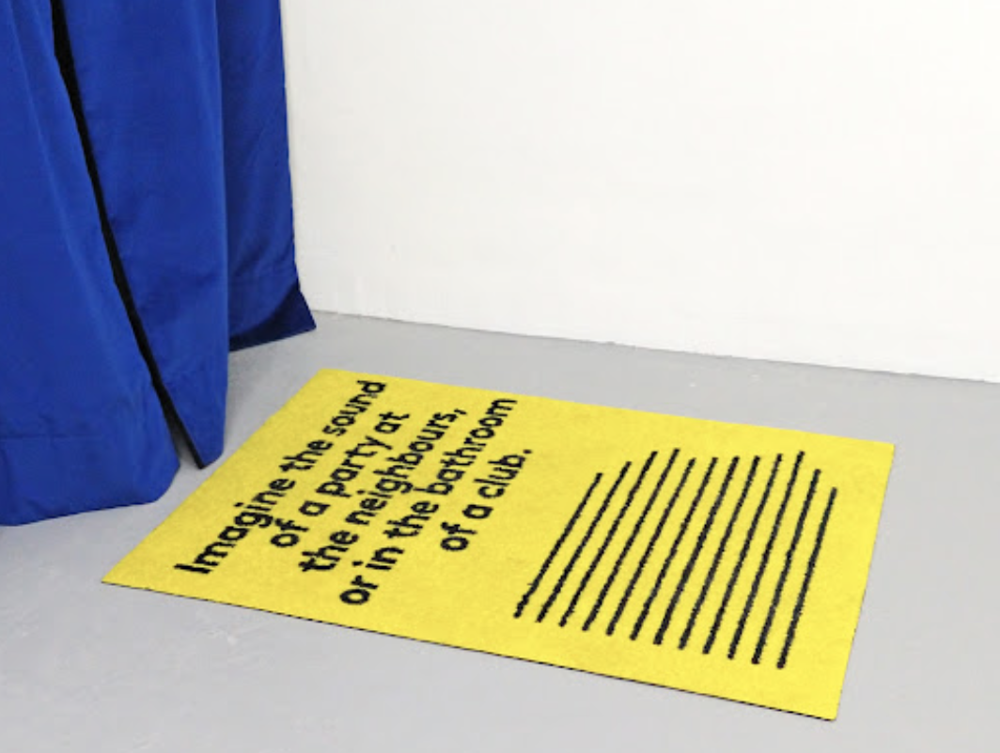 Imagine the sound
of a party at
the neighbours,
or in the bathroom
of a club.